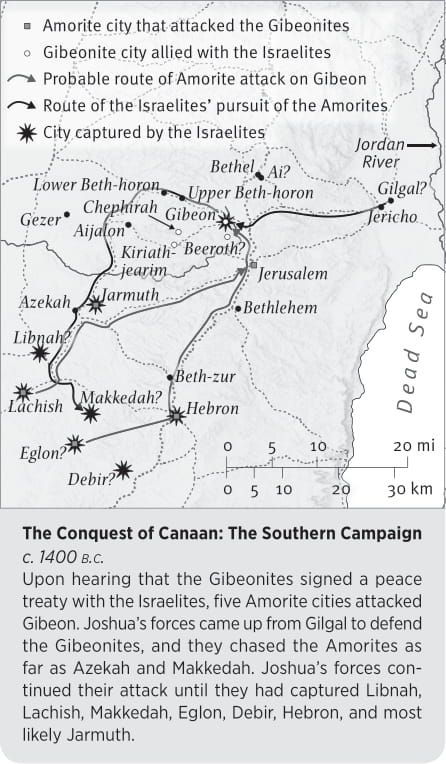 Amorite city that attacked the Gibeonites
Gibeonite city allied with the Israelites
Probable route of Amorite attack on Gibeon
Route of the Israelites’ pursuit of the Amorites
City captured by the Israelites
Jordan
River
Bethel
Ai?
Gilgal?
Lower Beth-horon
Upper Beth-horon
Chephirah
Gibeon
Jericho
Gezer
Aijalon
Kiriath-
jearim
Beeroth?
Jerusalem
Azekah
Jarmuth
Bethlehem
Libnah?
Dead Sea
Beth-zur
Lachish
Makkedah?
Hebron
Eglon?
Debir?
0 5 10 20 mi
0 5 10 20 30 km
The Conquest of Canaan: The Southern Campaign
c. 1400 B.C.
Upon hearing that the Gibeonites signed a peace
treaty with the Israelites, five Amorite cities attacked
Gibeon. Joshua’s forces came up from Gilgal to defend
the Gibeonites, and they chased the Amorites as
far as Azekah and Makkedah. Joshua’s forces con-
tinued their attack until they had captured Libnah,
Lachish, Makkedah, Eglon, Debir, Hebron, and most
likely Jarmuth.